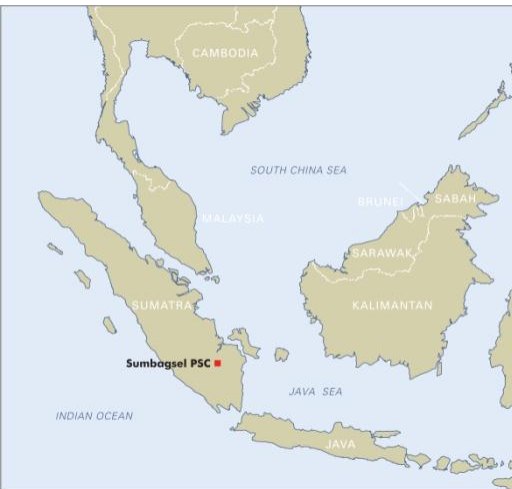 CAMBODIA
SOUTH CHINA SEA
BRUNEI
SABAH
MALAYSIA
SARAWAK
SUMATRA
KALIMANTAN
Sumbagsel PSC
JAVA SEA
INDIAN OCEAN
JAVA